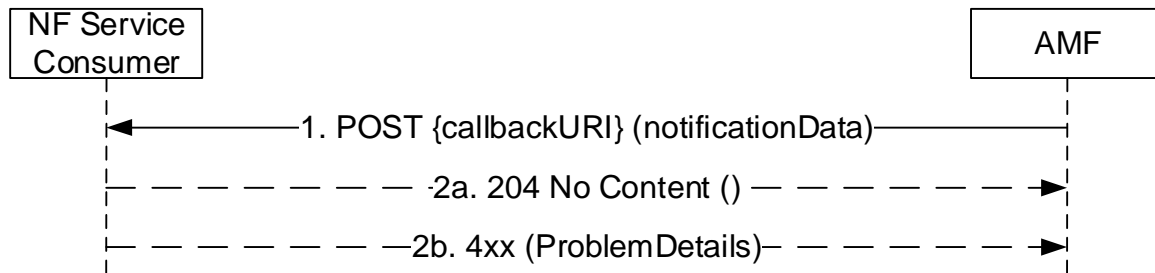 NF Service
Consumer
AMF
1. POST {callbackURI} (notificationData)
2a. 204 No Content ()
2b. 4xx (ProblemDetails)